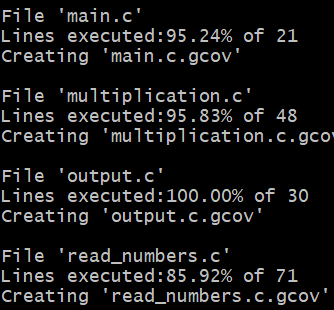 File 'main.c'
Lines executed:95.24% of 21
Creating 'main.c.gcov'
File 'multiplication.c'
Lines executed:95.83% of 48
Creating 'multiplication.c.gcov
File 'output.c'
Lines executed:100.00% of 30
Creating 'output.c.gcov'
File 'read_numbers.c'
Lines executed:85.92% of 71
Creating 'read_numbers.c.gcov'